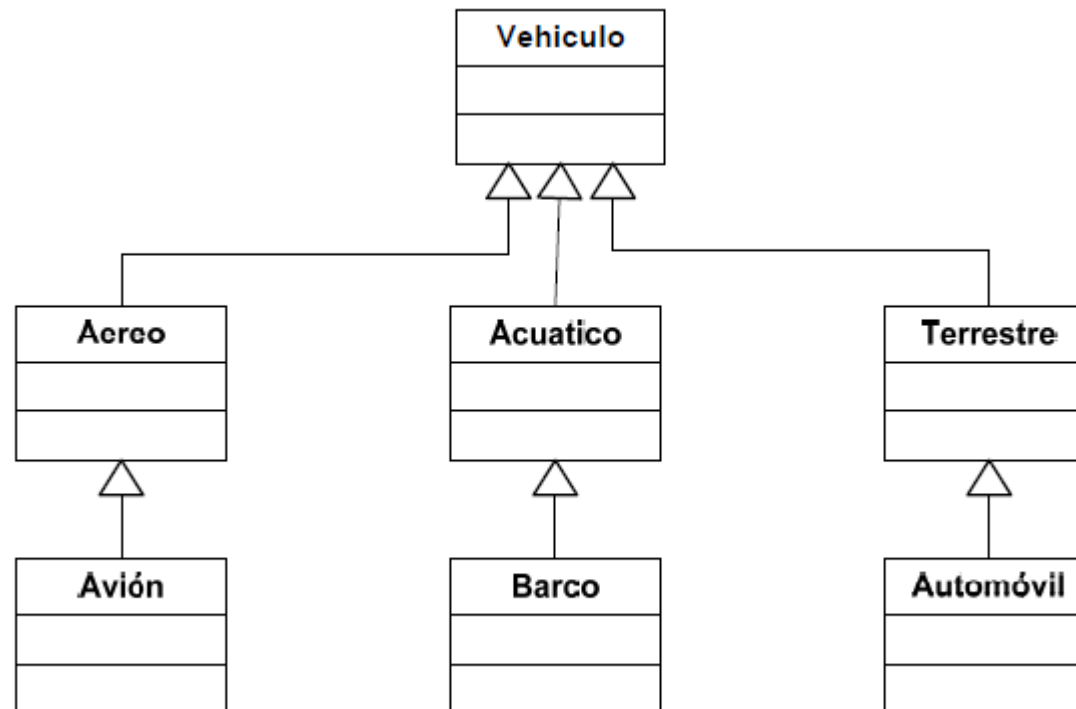 Vehiculo
Aereo
Acuatico
Terrestre
Avión
Barco
Automóvil